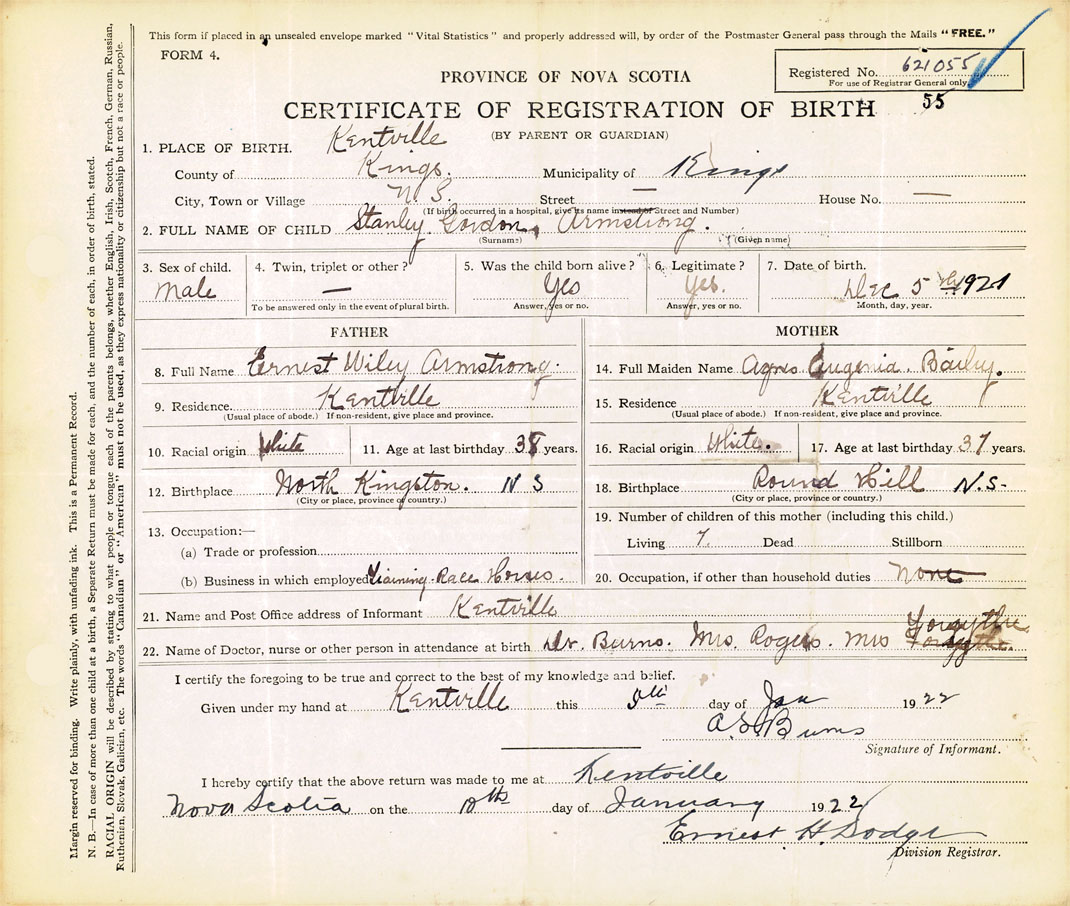 This form if placed in an unsealed envelope marked "Vital Statistics" and properly addressed will, by order of the Postmaster General pass through the Mails "FREE."
FORM 4.
Registered No. 621055
For use of Registrar General only
PROVINCE OF NOVA SCOTIA
CERTIFICATE OF REGISTRATION OF BIRTH 55
(BY PARENT OR GUARDIAN)
1. PLACE OF BIRTH. Kentville
County of Kings. Municipality of Kings
City, Town or Village N.S. Street — House No. —
(If birth occurred in a hospital, give its name instead of Street and Number)
2. FULL NAME OF CHILD Stanley Gordon, Armstrong.
(Surname) (Given name)
3. Sex of child. 4. Twin, triplet or other? 5. Was the child born alive? 6. Legitimate? 7. Date of birth.
Male — Yes Yes. Dec 5 1921
To be answered only in the event of plural birth. Answer, yes or no. Answer, yes or no. Month, day, year.
FATHER
8. Full Name Ernest Wiley Armstrong.
9. Residence Kentville
(Usual place of abode.) If non-resident, give place and province.
10. Racial origin White 11. Age at last birthday 38 years.
12. Birthplace North Kingston. N S
(City or place, province or country.)
13. Occupation:—
(a) Trade or profession
(b) Business in which employed Training Race Horses.
MOTHER
14. Full Maiden Name Agnes Eugenia Bailey.
15. Residence Kentville
(Usual place of abode.) If non-resident, give place and province.
16. Racial origin White. 17. Age at last birthday 37 years.
18. Birthplace Round Hill N.S.
(City or place, province or country.)
19. Number of children of this mother (including this child.)
Living 7. Dead Stillborn
20. Occupation, if other than household duties None
21. Name and Post Office address of Informant Kentville
22. Name of Doctor, nurse or other person in attendance at birth Dr. Burns. Mrs. Rogers. Mrs Forsythe
I certify the foregoing to be true and correct to the best of my knowledge and belief.
Given under my hand at Kentville this day of Jan 1922
Burns
Signature of Informant.
I hereby certify that the above return was made to me at Kentville
Nova Scotia on the day of January 1922
Ernest H. Dodge
Division Registrar.
Margin reserved for binding. Write plainly, with unfading ink. This is a Permanent Record.
N. B.—In case of more than one child at a birth, a Separate Return must be made for each, and the number of each, in order of birth, stated.
RACIAL ORIGIN will be described by stating to what people or tongue each of the parents belongs, whether English, Irish, Scotch, French, German, Russian,
Ruthenian, Slovak, Galician, etc. The words "Canadian" or "American" must not be used, as they express nationality or citizenship but not a race or people.